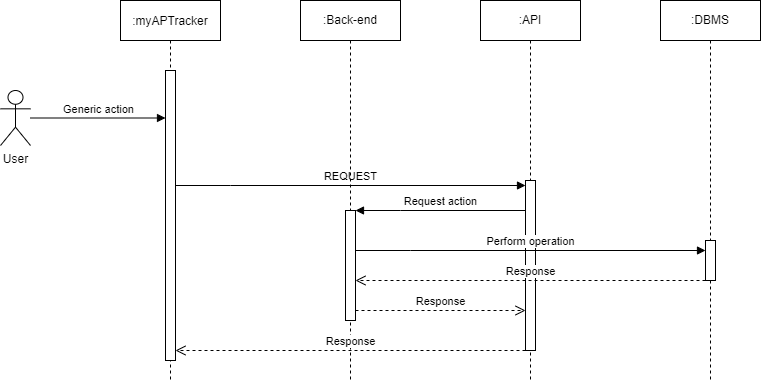 :myAPTracker
:Back-end
:API
:DBMS
Generic action
User
REQUEST
Request action
Perform operation
Response
Response
Response